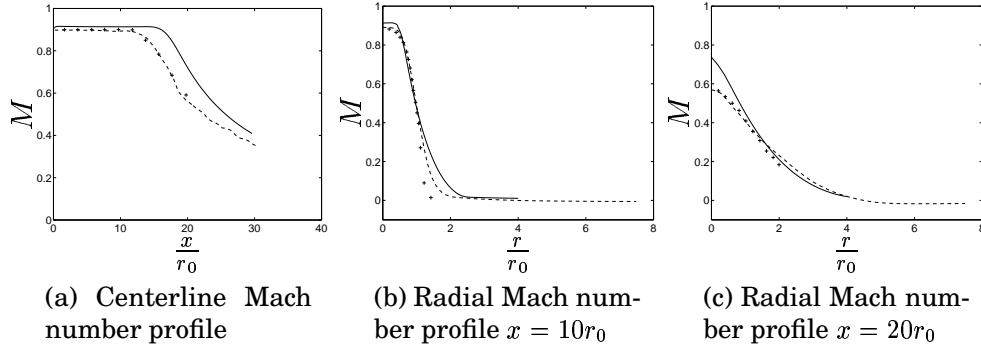 1
0.8
0.6
0.4
0.2
0
M
0 10 20 30 40
x/r₀
(a) Centerline Mach
number profile
1
0.8
0.6
0.4
0.2
0
M
0 2 4 6 8
r/r₀
(b) Radial Mach num-
ber profile x = 10r₀
1
0.8
0.6
0.4
0.2
0
M
0 2 4 6 8
r/r₀
(c) Radial Mach num-
ber profile x = 20r₀